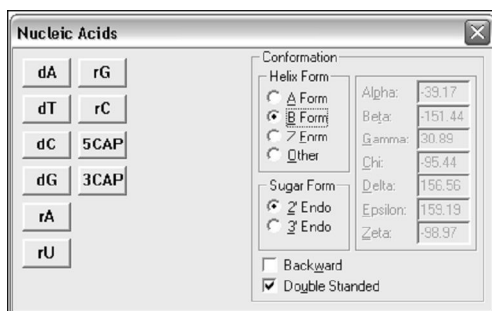 Nucleic Acids
dA rG
dT rC
dC 5CAP
dG 3CAP
rA
rU
Conformation
Helix Form
A Form
B Form
Z Form
Other
Sugar Form
2' Endo
3' Endo
Alpha: -39.17
Beta: -151.44
Gamma: 30.89
Chi: -95.44
Delta: 156.56
Epsilon: 159.19
Zeta: -98.97
Backward
Double Stranded